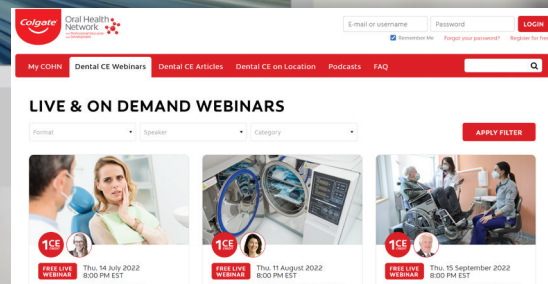 Colgate
Oral Health
Network
E-mail or username
Password
LOGIN
Remember Me
Forgot your password?
Register for free
My COHN
Dental CE Webinars
Dental CE Articles
Dental CE on Location
Podcasts
FAQ
LIVE & ON DEMAND WEBINARS
Format
Speaker
Category
APPLY FILTER
1CE
FREE LIVE
WEBINAR
Thu. 14 July 2022
8:00 PM EST
1CE
FREE LIVE
WEBINAR
Thu. 11 August 2022
8:00 PM EST
1CE
FREE LIVE
WEBINAR
Thu. 15 September 2022
8:00 PM EST